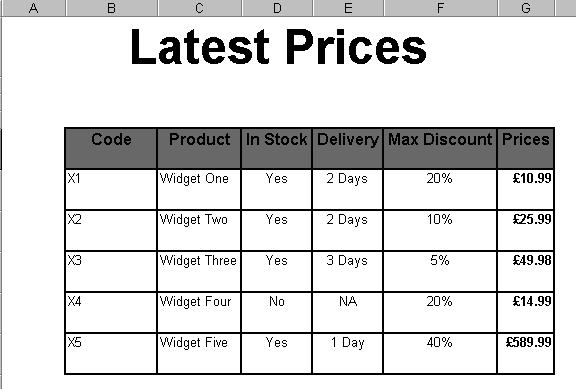 A B C D E F G
Latest Prices
Code Product In Stock Delivery Max Discount Prices
X1 Widget One Yes 2 Days 20% £10.99
X2 Widget Two Yes 2 Days 10% £25.99
X3 Widget Three Yes 3 Days 5% £49.98
X4 Widget Four No NA 20% £14.99
X5 Widget Five Yes 1 Day 40% £589.99